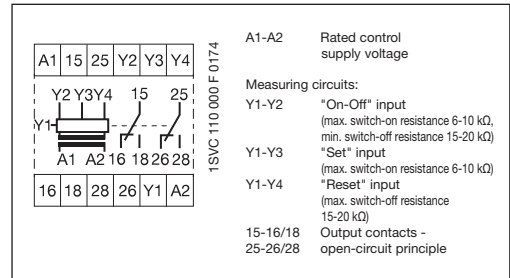 A1 15 25 Y2 Y3 Y4
Y2 Y3 Y4 15 25
Y1
A1 A2 16 18 26 28
16 18 28 26 Y1 A2
1SVC 110 000 F 0174
A1-A2 Rated control
supply voltage
Measuring circuits:
Y1-Y2 "On-Off" input
(max. switch-on resistance 6-10 kΩ,
min. switch-off resistance 15-20 kΩ)
Y1-Y3 "Set" input
(max. switch-on resistance 6-10 kΩ)
Y1-Y4 "Reset" input
(max. switch-off resistance
15-20 kΩ)
15-16/18 Output contacts -
25-26/28 open-circuit principle